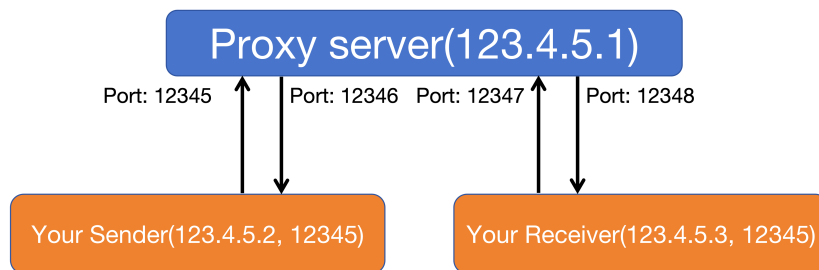 Proxy server(123.4.5.1)
Port: 12345
Port: 12346
Port: 12347
Port: 12348
Your Sender(123.4.5.2, 12345)
Your Receiver(123.4.5.3, 12345)